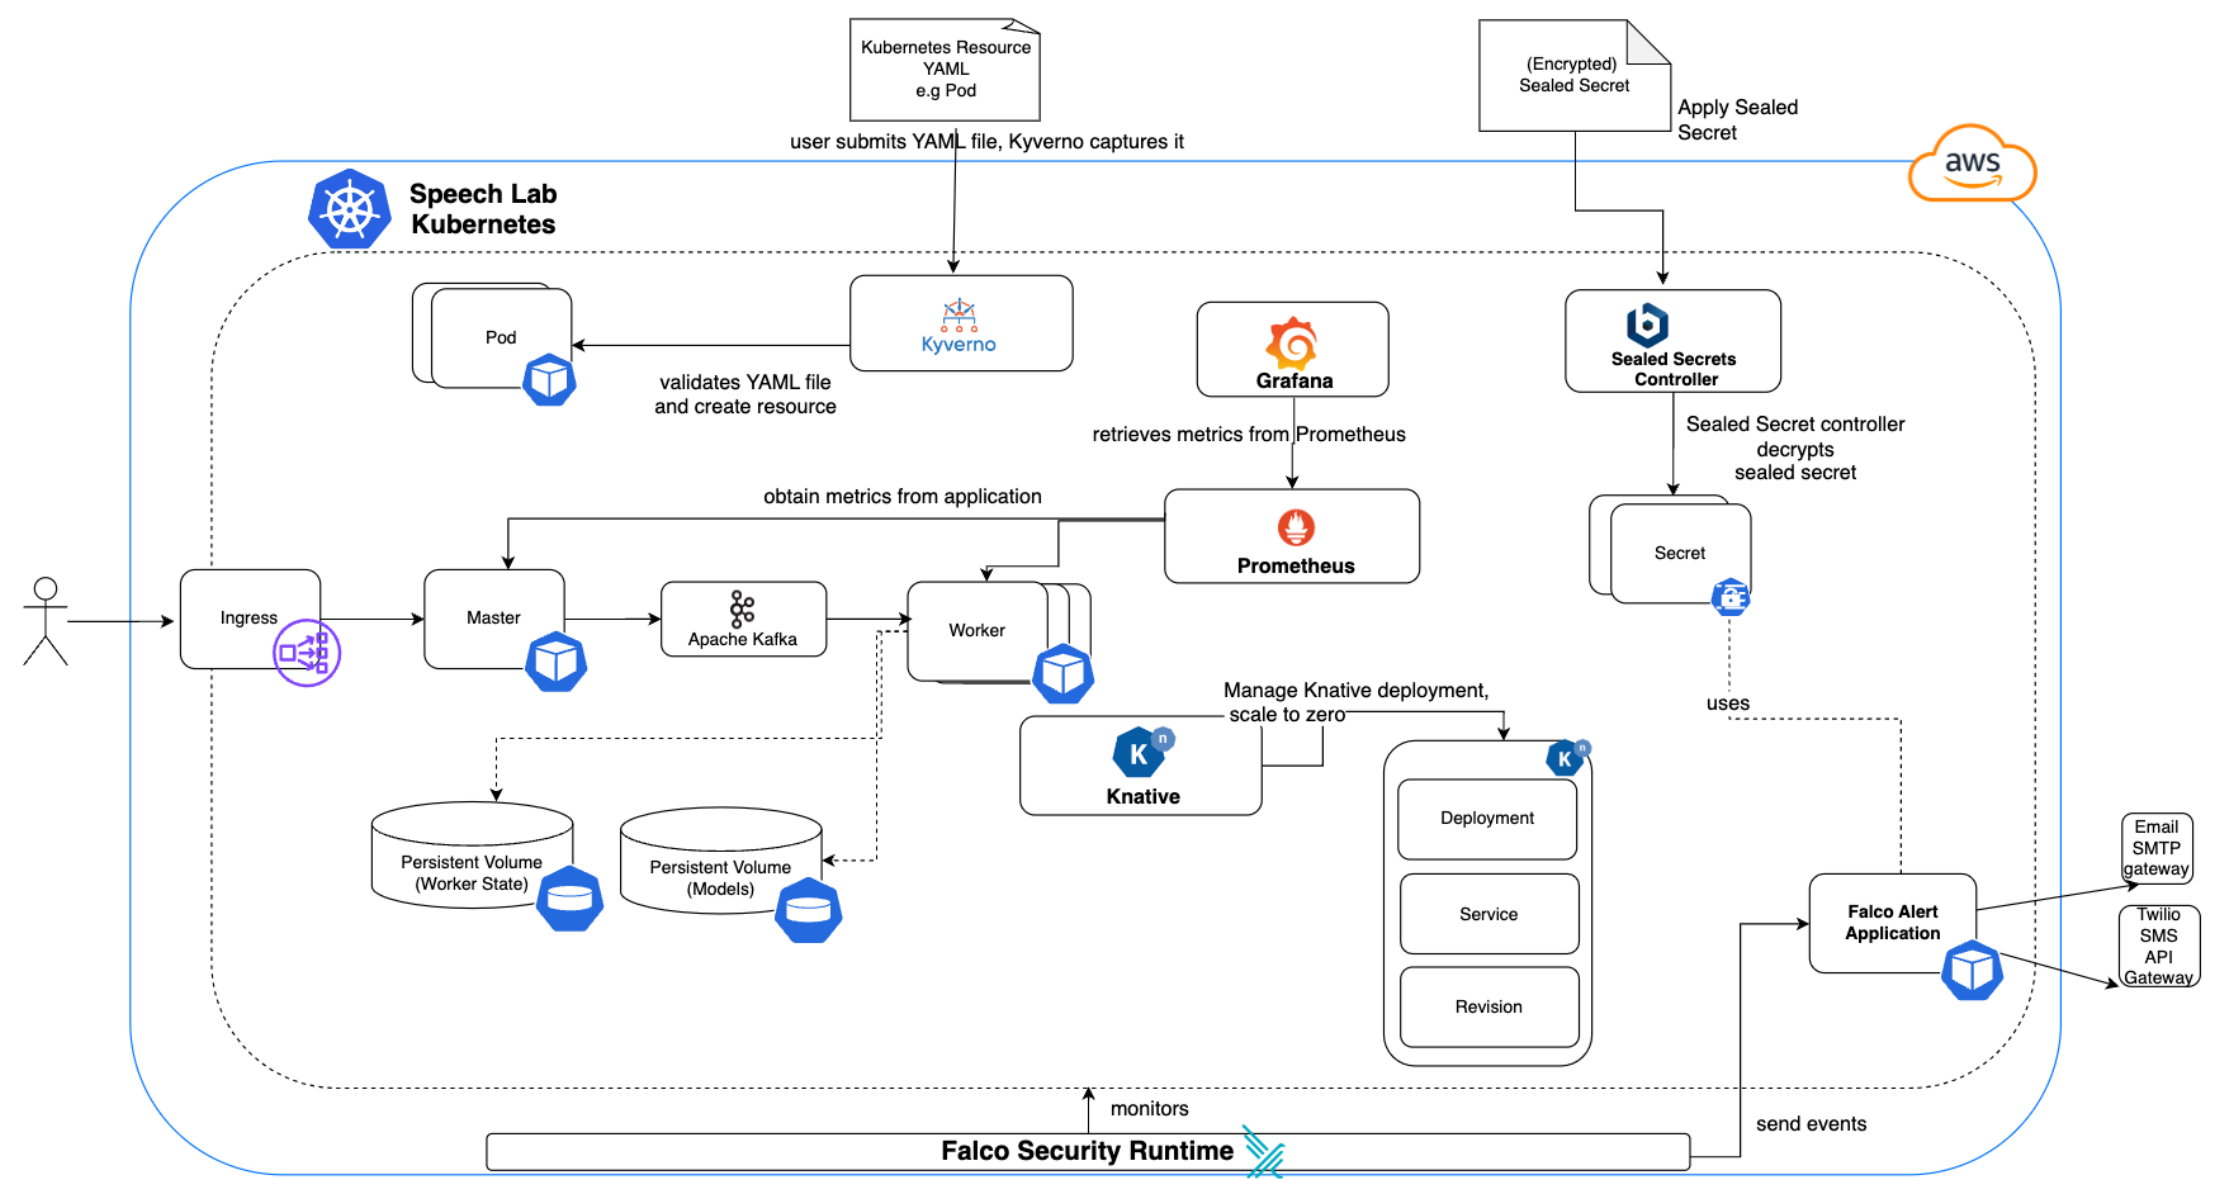 Kubernetes Resource
YAML
e.g Pod
(Encrypted)
Sealed Secret
Apply Sealed
Secret
user submits YAML file, Kyverno captures it
aws
Speech Lab
Kubernetes
Pod
Kyverno
validates YAML file
and create resource
Grafana
retrieves metrics from Prometheus
Sealed Secrets
Controller
Sealed Secret controller
decrypts
sealed secret
obtain metrics from application
Prometheus
Secret
Ingress
Master
Apache Kafka
Worker
uses
Manage Knative deployment,
scale to zero
K
n
Knative
K
n
Deployment
Service
Revision
Persistent Volume
(Worker State)
Persistent Volume
(Models)
Falco Alert
Application
Email
SMTP
gateway
Twilio
SMS
API
Gateway
monitors
send events
Falco Security Runtime